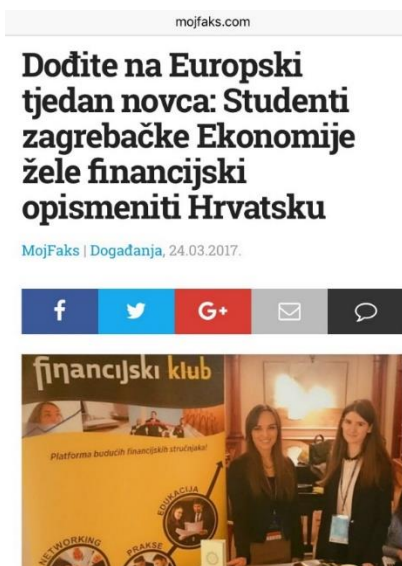 mojfaks.com
Dođite na Europski
tjedan novca: Studenti
zagrebačke Ekonomije
žele financijski
opismeniti Hrvatsku
MojFaks | Događanja, 24.03.2017.
f
G+
financijski klub
Platforma budućih financijskih stručnjaka!
EDUKACIJA
NETWORKING
PRAKSE